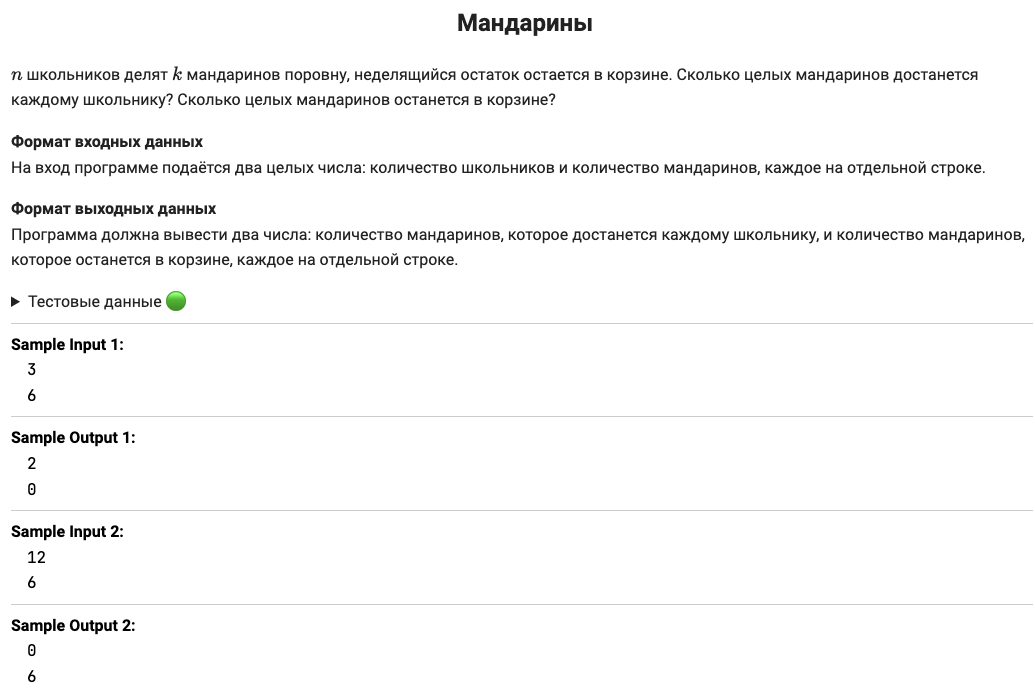 Мандарины
n школьников делят k мандаринов поровну, неделящийся остаток остается в корзине. Сколько целых мандаринов достанется
каждому школьнику? Сколько целых мандаринов останется в корзине?
Формат входных данных
На вход программе подаётся два целых числа: количество школьников и количество мандаринов, каждое на отдельной строке.
Формат выходных данных
Программа должна вывести два числа: количество мандаринов, которое достанется каждому школьнику, и количество мандаринов,
которое останется в корзине, каждое на отдельной строке.
Тестовые данные
Sample Input 1:
3
6
Sample Output 1:
2
0
Sample Input 2:
12
6
Sample Output 2:
0
6